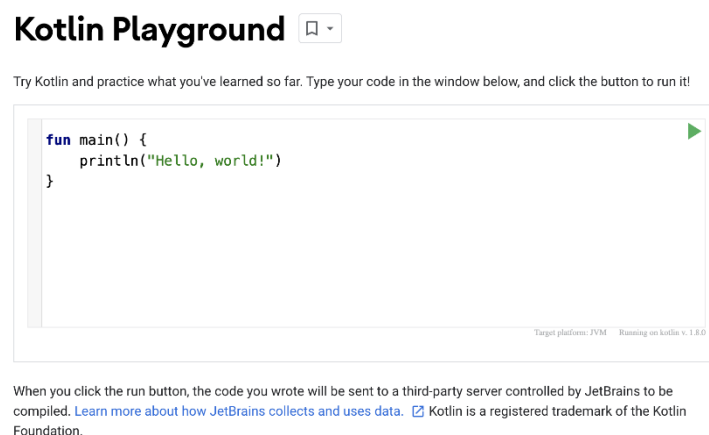 Kotlin Playground
Try Kotlin and practice what you've learned so far. Type your code in the window below, and click the button to run it!
fun main() {
    println("Hello, world!")
}
Target platform: JVM    Running on kotlin v. 1.8.0
When you click the run button, the code you wrote will be sent to a third-party server controlled by JetBrains to be
compiled. Learn more about how JetBrains collects and uses data. Kotlin is a registered trademark of the Kotlin
Foundation.